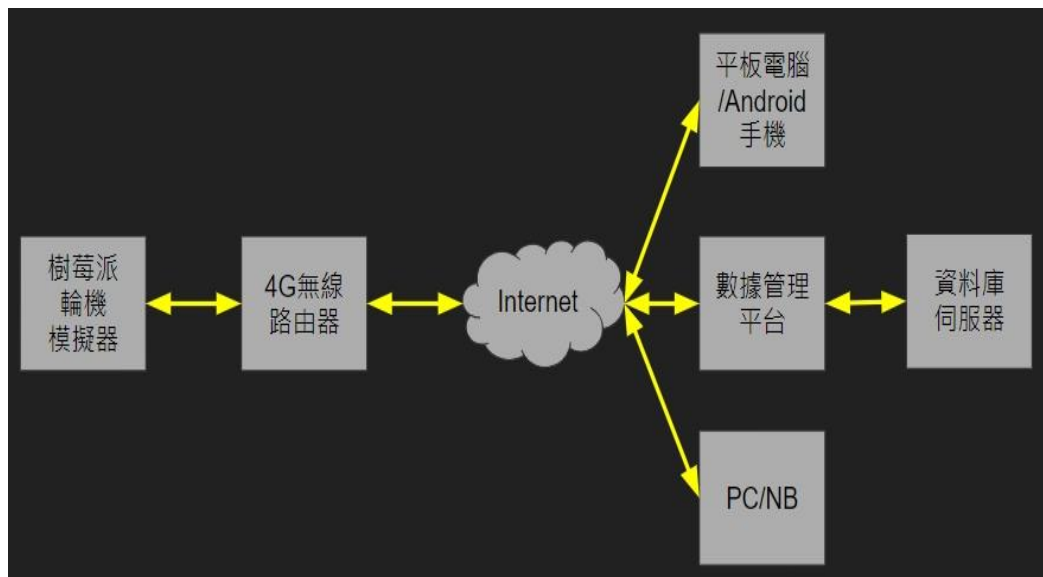 樹莓派
輪機
模擬器
4G無線
路由器
Internet
平板電腦
/Android
手機
數據管理
平台
資料庫
伺服器
PC/NB